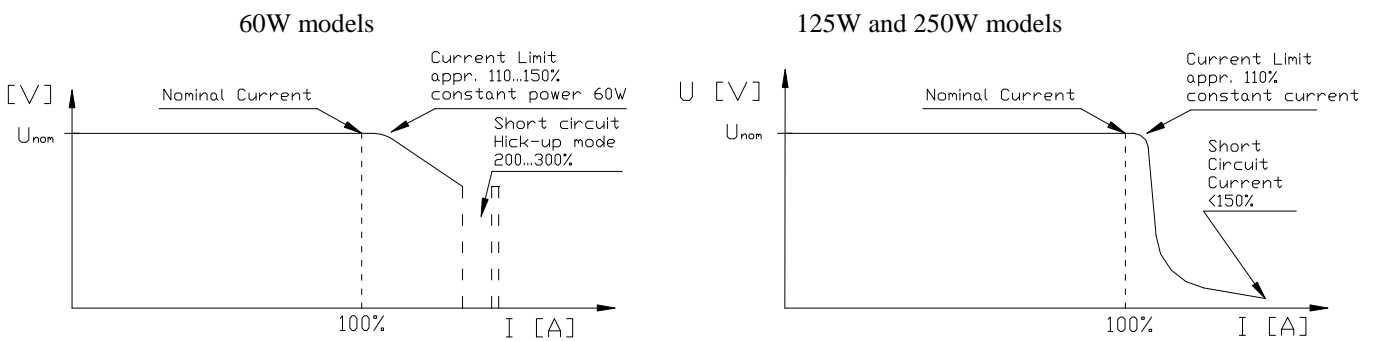 60W models
[V]
Unom
Nominal Current
Current Limit
appr. 110...150%
constant power 60W
Short circuit
Hick-up mode
200...300%
100%
I [A]
125W and 250W models
U [V]
Unom
Nominal Current
Current Limit
appr. 110%
constant current
Short
Circuit
Current
<150%
100%
I [A]